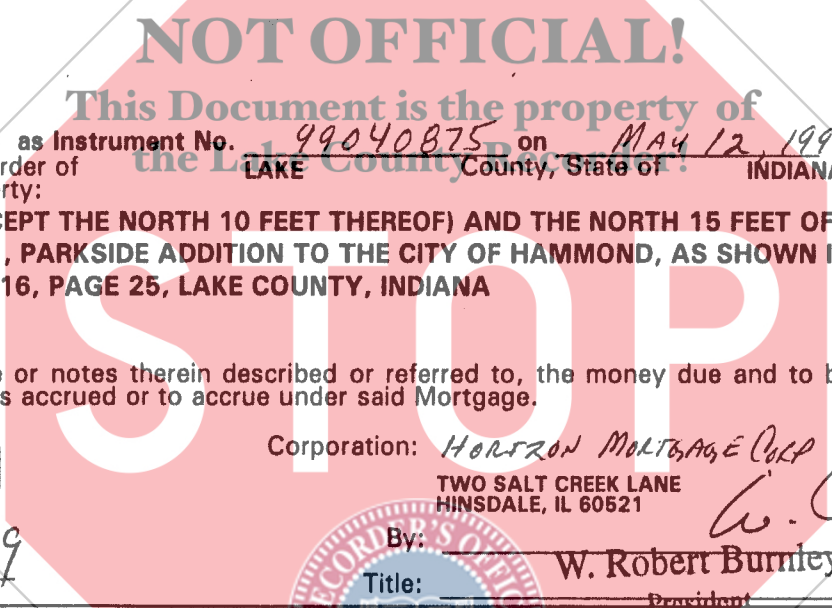 NOT OFFICIAL!
This Document is the property of
the Lake County Recorder!
STOP
as Instrument No. 99040875 on MAY 12, 199
rder of LAKE County, State of INDIANA
rty:
CEPT THE NORTH 10 FEET THEREOF) AND THE NORTH 15 FEET OF
, PARKSIDE ADDITION TO THE CITY OF HAMMOND, AS SHOWN I
16, PAGE 25, LAKE COUNTY, INDIANA
e or notes therein described or referred to, the money due and to b
s accrued or to accrue under said Mortgage.
Corporation: HORIZON MORTGAGE CORP
TWO SALT CREEK LANE
HINSDALE, IL 60521
W. 
9
By:
W. Robert Burnley
Title:
President
CORDER'S OFFIC